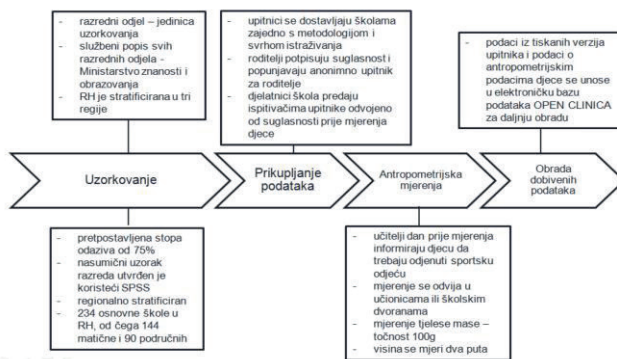 - razredni odjel – jedinica
uzorkovanja
- službeni popis svih
razrednih odjela -
Ministarstvo znanosti i
obrazovanja
- RH je stratificirana u tri
regije
- upitnici se dostavljaju školama
zajedno s metodologijom i
svrhom istraživanja
- roditelji potpisuju suglasnost i
popunjavaju anonimno upitnik
za roditelje
- djelatnici škola predaju
ispitivačima upitnike odvojeno
od suglasnosti prije mjerenja
djece
- podaci iz tiskanih verzija
upitnika i podaci o
antropometrijskim
podacima djece se unose
u elektroničku bazu
podataka OPEN CLINICA
za daljnju obradu
Uzorkovanje
Prikupljanje
podataka
Antropometrijska
mjerenja
Obrada
dobivenih
podataka
- pretpostavljena stopa
odaziva od 75%
- nasumični uzorak
razreda utvrđen je
koristeći SPSS
- regionalno stratificiran
- 234 osnovne škole u
RH, od čega 144
matične i 90 područnih
- učitelji dan prije mjerenja
informiraju djecu da
trebaju odjenuti sportsku
odjeću
- mjerenje se odvija u
učionicama ili školskim
dvoranama
- mjerenje tjelese mase –
točnost 100g
- visina se mjeri dva puta